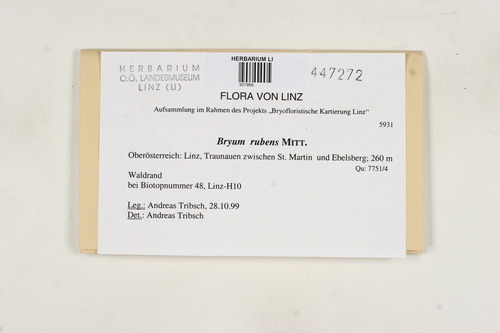 HERBARIUM
O.Ö. LANDESMUSEUM
LINZ (LI)
HERBARIUM LI
907866
447272
FLORA VON LINZ
Aufsammlung im Rahmen des Projekts „Bryofloristische Kartierung Linz“
5931
Bryum rubens MITT.
Oberösterreich: Linz, Traunauen zwischen St. Martin und Ebelsberg; 260 m
Qu: 7751/4
Waldrand
bei Biotopnummer 48, Linz-H10
Leg.: Andreas Tribsch, 28.10.99
Det.: Andreas Tribsch